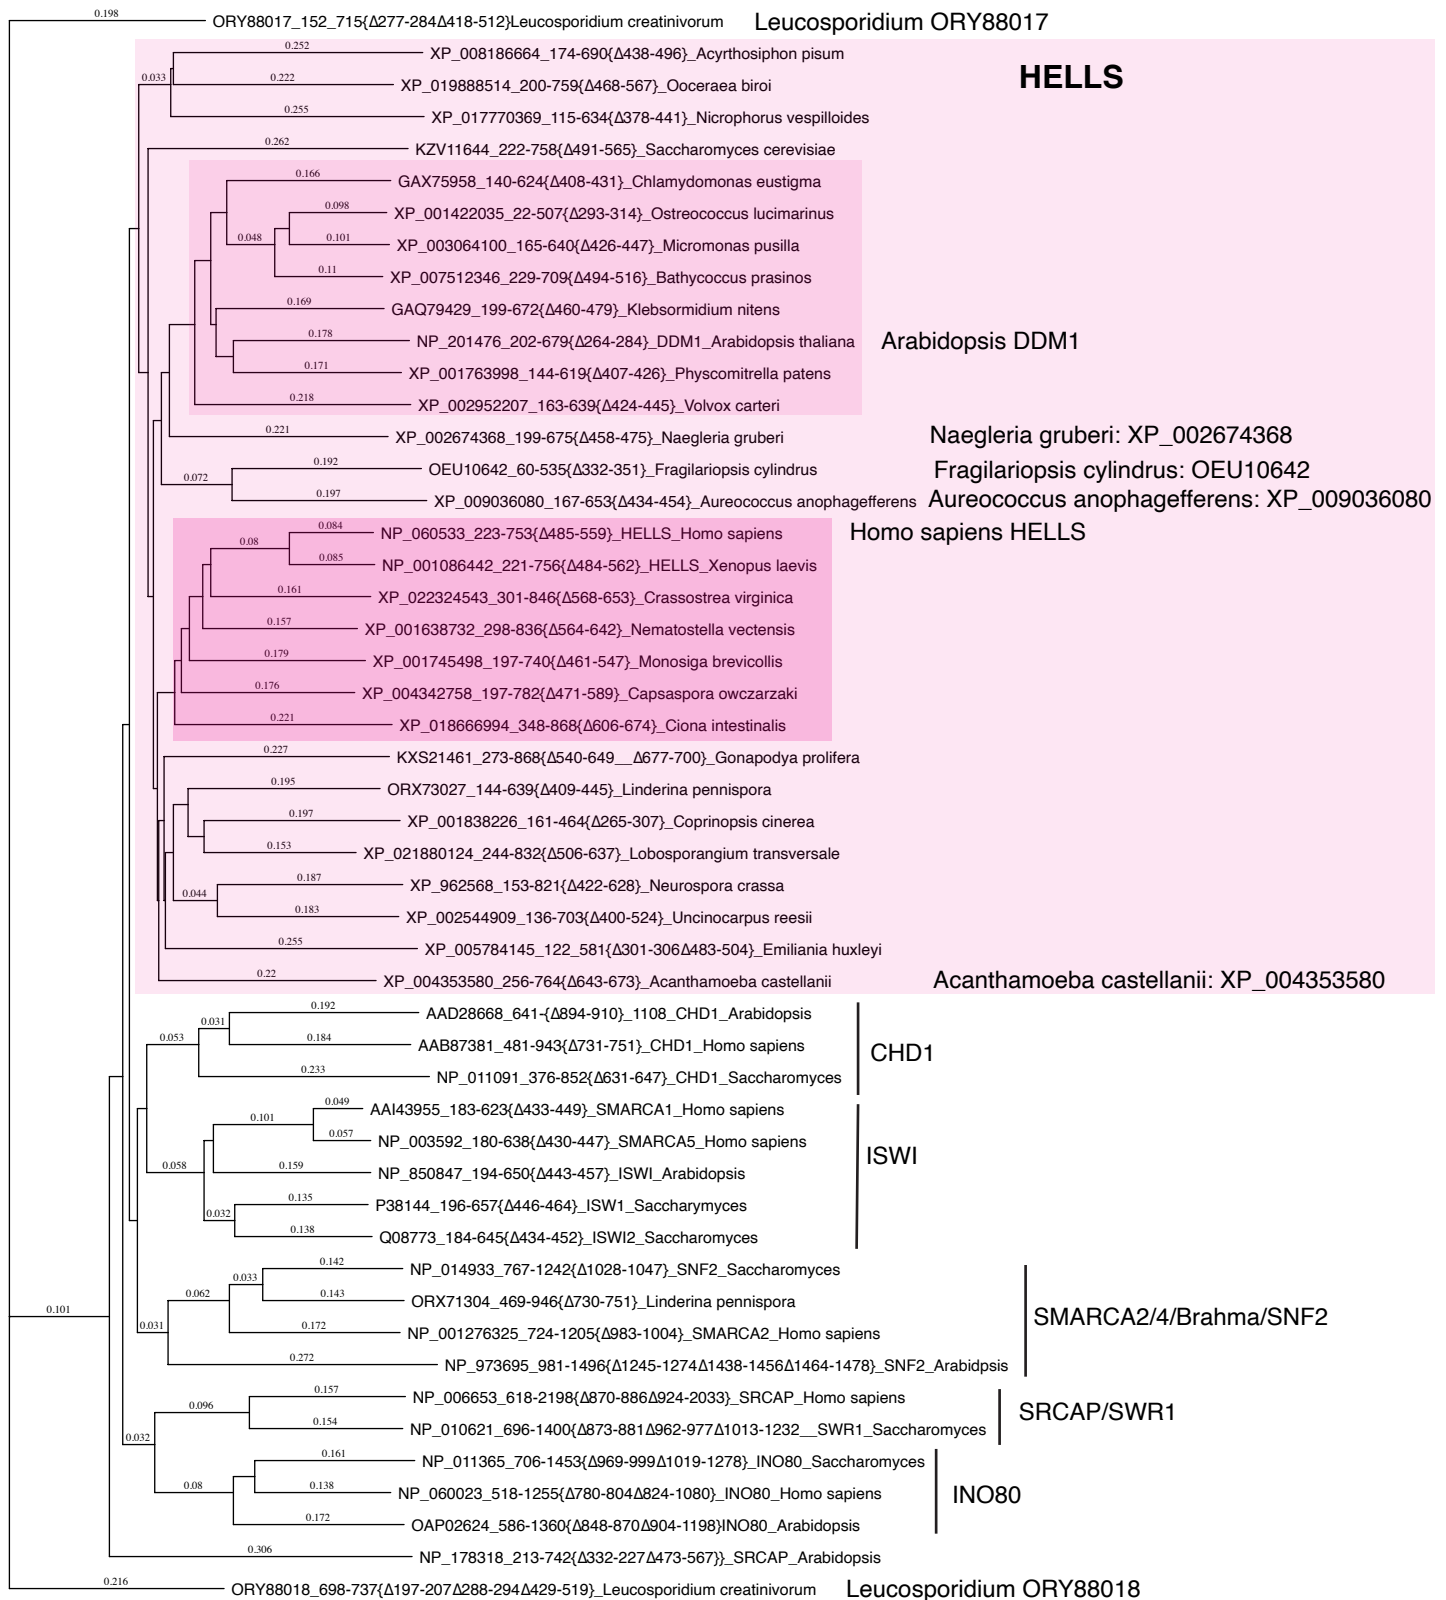 0.198 ORY88017_152_715{Δ277-284Δ418-512}Leucosporidium creatinivorum Leucosporidium ORY88017
0.252 XP_008186664_174-690{Δ438-496}_Acyrthosiphon pisum
HELLS
0.033 0.222 XP_019888514_200-759{Δ468-567}_Ooceraea biroi
0.255 XP_017770369_115-634{Δ378-441}_Nicrophorus vespilloides
0.262 KZV11644_222-758{Δ491-565}_Saccharomyces cerevisiae
0.166 GAX75958_140-624{Δ408-431}_Chlamydomonas eustigma
0.098 XP_001422035_22-507{Δ293-314}_Ostreococcus lucimarinus
0.048 0.101 XP_003064100_165-640{Δ426-447}_Micromonas pusilla
0.11 XP_007512346_229-709{Δ494-516}_Bathycoccus prasinos
0.169 GAQ79429_199-672{Δ460-479}_Klebsormidium nitens
0.178 NP_201476_202-679{Δ264-284}_DDM1_Arabidopsis thaliana Arabidopsis DDM1
0.171 XP_001763998_144-619{Δ407-426}_Physcomitrella patens
0.218 XP_002952207_163-639{Δ424-445}_Volvox carteri
0.221 XP_002674368_199-675{Δ458-475}_Naegleria gruberi Naegleria gruberi: XP_002674368
0.192 OEU10642_60-535{Δ332-351}_Fragilariopsis cylindrus Fragilariopsis cylindrus: OEU10642
0.072
0.197 XP_009036080_167-653{Δ434-454}_Aureococcus anophagefferens Aureococcus anophagefferens: XP_009036080
0.084 NP_060533_223-753{Δ485-559}_HELLS_Homo sapiens Homo sapiens HELLS
0.08
0.085 NP_001086442_221-756{Δ484-562}_HELLS_Xenopus laevis
0.161 XP_022324543_301-846{Δ568-653}_Crassostrea virginica
0.157 XP_001638732_298-836{Δ564-642}_Nematostella vectensis
0.179 XP_001745498_197-740{Δ461-547}_Monosiga brevicollis
0.176 XP_004342758_197-782{Δ471-589}_Capsaspora owczarzaki
0.221 XP_018666994_348-868{Δ606-674}_Ciona intestinalis
0.227 KXS21461_273-868{Δ540-649__Δ677-700}_Gonapodya prolifera
0.195 ORX73027_144-639{Δ409-445}_Linderina pennispora
0.197 XP_001838226_161-464{Δ265-307}_Coprinopsis cinerea
0.153 XP_021880124_244-832{Δ506-637}_Lobosporangium transversale
0.187 XP_962568_153-821{Δ422-628}_Neurospora crassa
0.044
0.183 XP_002544909_136-703{Δ400-524}_Uncinocarpus reesii
0.255 XP_005784145_122_581{Δ301-306Δ483-504}_Emiliania huxleyi
0.22 XP_004353580_256-764{Δ643-673}_Acanthamoeba castellanii Acanthamoeba castellanii: XP_004353580
0.192 AAD28668_641-{Δ894-910}_1108_CHD1_Arabidopsis
0.031
0.053 0.184 AAB87381_481-943{Δ731-751}_CHD1_Homo sapiens
CHD1
0.233 NP_011091_376-852{Δ631-647}_CHD1_Saccharomyces
0.049 AAI43955_183-623{Δ433-449}_SMARCA1_Homo sapiens
0.101
0.057 NP_003592_180-638{Δ430-447}_SMARCA5_Homo sapiens
ISWI
0.058 0.159 NP_850847_194-650{Δ443-457}_ISWI_Arabidopsis
0.135 P38144_196-657{Δ446-464}_ISW1_Saccharymyces
0.032
0.138 Q08773_184-645{Δ434-452}_ISWI2_Saccharomyces
0.142 NP_014933_767-1242{Δ1028-1047}_SNF2_Saccharomyces
0.033
0.062 0.143 ORX71304_469-946{Δ730-751}_Linderina pennispora
0.101 SMARCA2/4/Brahma/SNF2
0.031 0.172 NP_001276325_724-1205{Δ983-1004}_SMARCA2_Homo sapiens
0.272 NP_973695_981-1496{Δ1245-1274Δ1438-1456Δ1464-1478}_SNF2_Arabidpsis
0.157 NP_006653_618-2198{Δ870-886Δ924-2033}_SRCAP_Homo sapiens
0.096 SRCAP/SWR1
0.154 NP_010621_696-1400{Δ873-881Δ962-977Δ1013-1232__SWR1_Saccharomyces
0.032
0.161 NP_011365_706-1453{Δ969-999Δ1019-1278}_INO80_Saccharomyces
0.08 0.138 NP_060023_518-1255{Δ780-804Δ824-1080}_INO80_Homo sapiens INO80
0.172 OAP02624_586-1360{Δ848-870Δ904-1198}INO80_Arabidopsis
0.306 NP_178318_213-742{Δ332-227Δ473-567}}_SRCAP_Arabidopsis
0.216 ORY88018_698-737{Δ197-207Δ288-294Δ429-519}_Leucosporidium creatinivorum Leucosporidium ORY88018